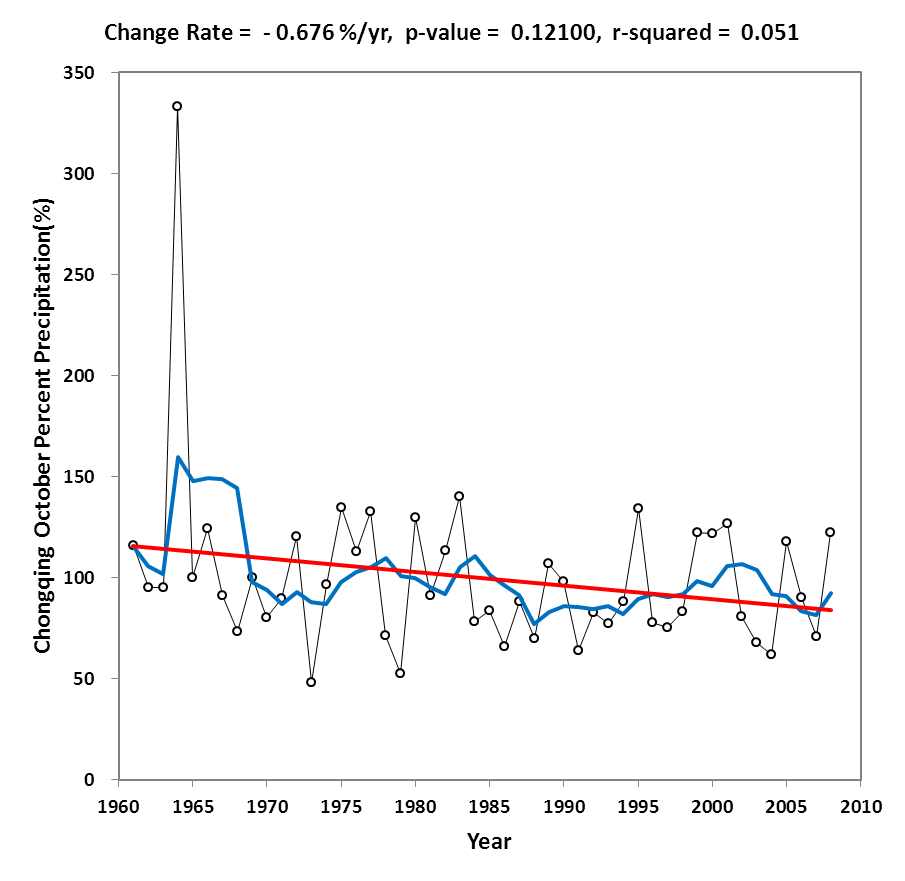 Change Rate = - 0.676 %/yr, p-value = 0.12100, r-squared = 0.051
Chongqing October Percent Precipitation(%)
350
300
250
200
150
100
50
0
1960 1965 1970 1975 1980 1985 1990 1995 2000 2005 2010
Year